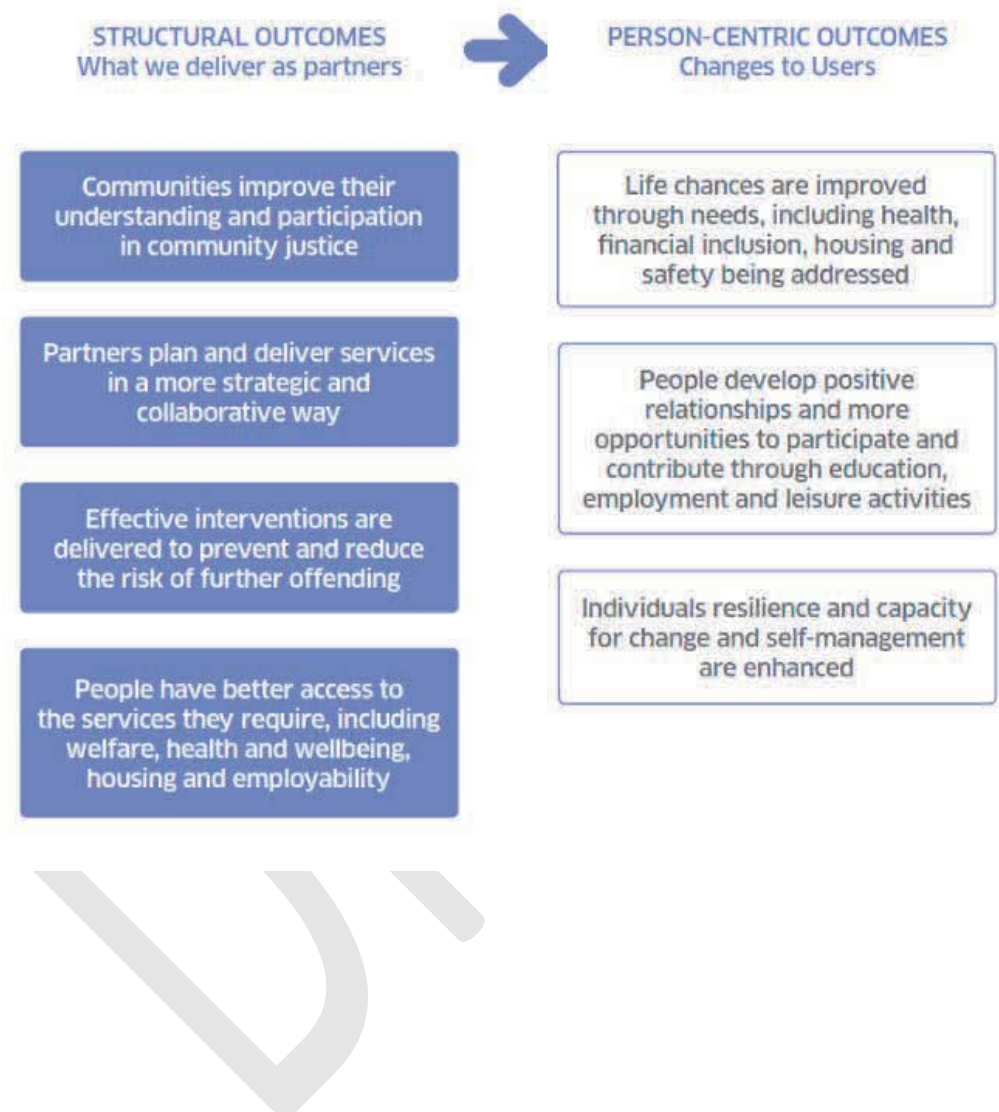 STRUCTURAL OUTCOMES
What we deliver as partners
Communities improve their
understanding and participation
in community justice
Partners plan and deliver services
in a more strategic and
collaborative way
Effective interventions are
delivered to prevent and reduce
the risk of further offending
People have better access to
the services they require, including
welfare, health and wellbeing,
housing and employability
PERSON-CENTRIC OUTCOMES
Changes to Users
Life chances are improved
through needs, including health,
financial inclusion, housing and
safety being addressed
People develop positive
relationships and more
opportunities to participate and
contribute through education,
employment and leisure activities
Individuals resilience and capacity
for change and self-management
are enhanced